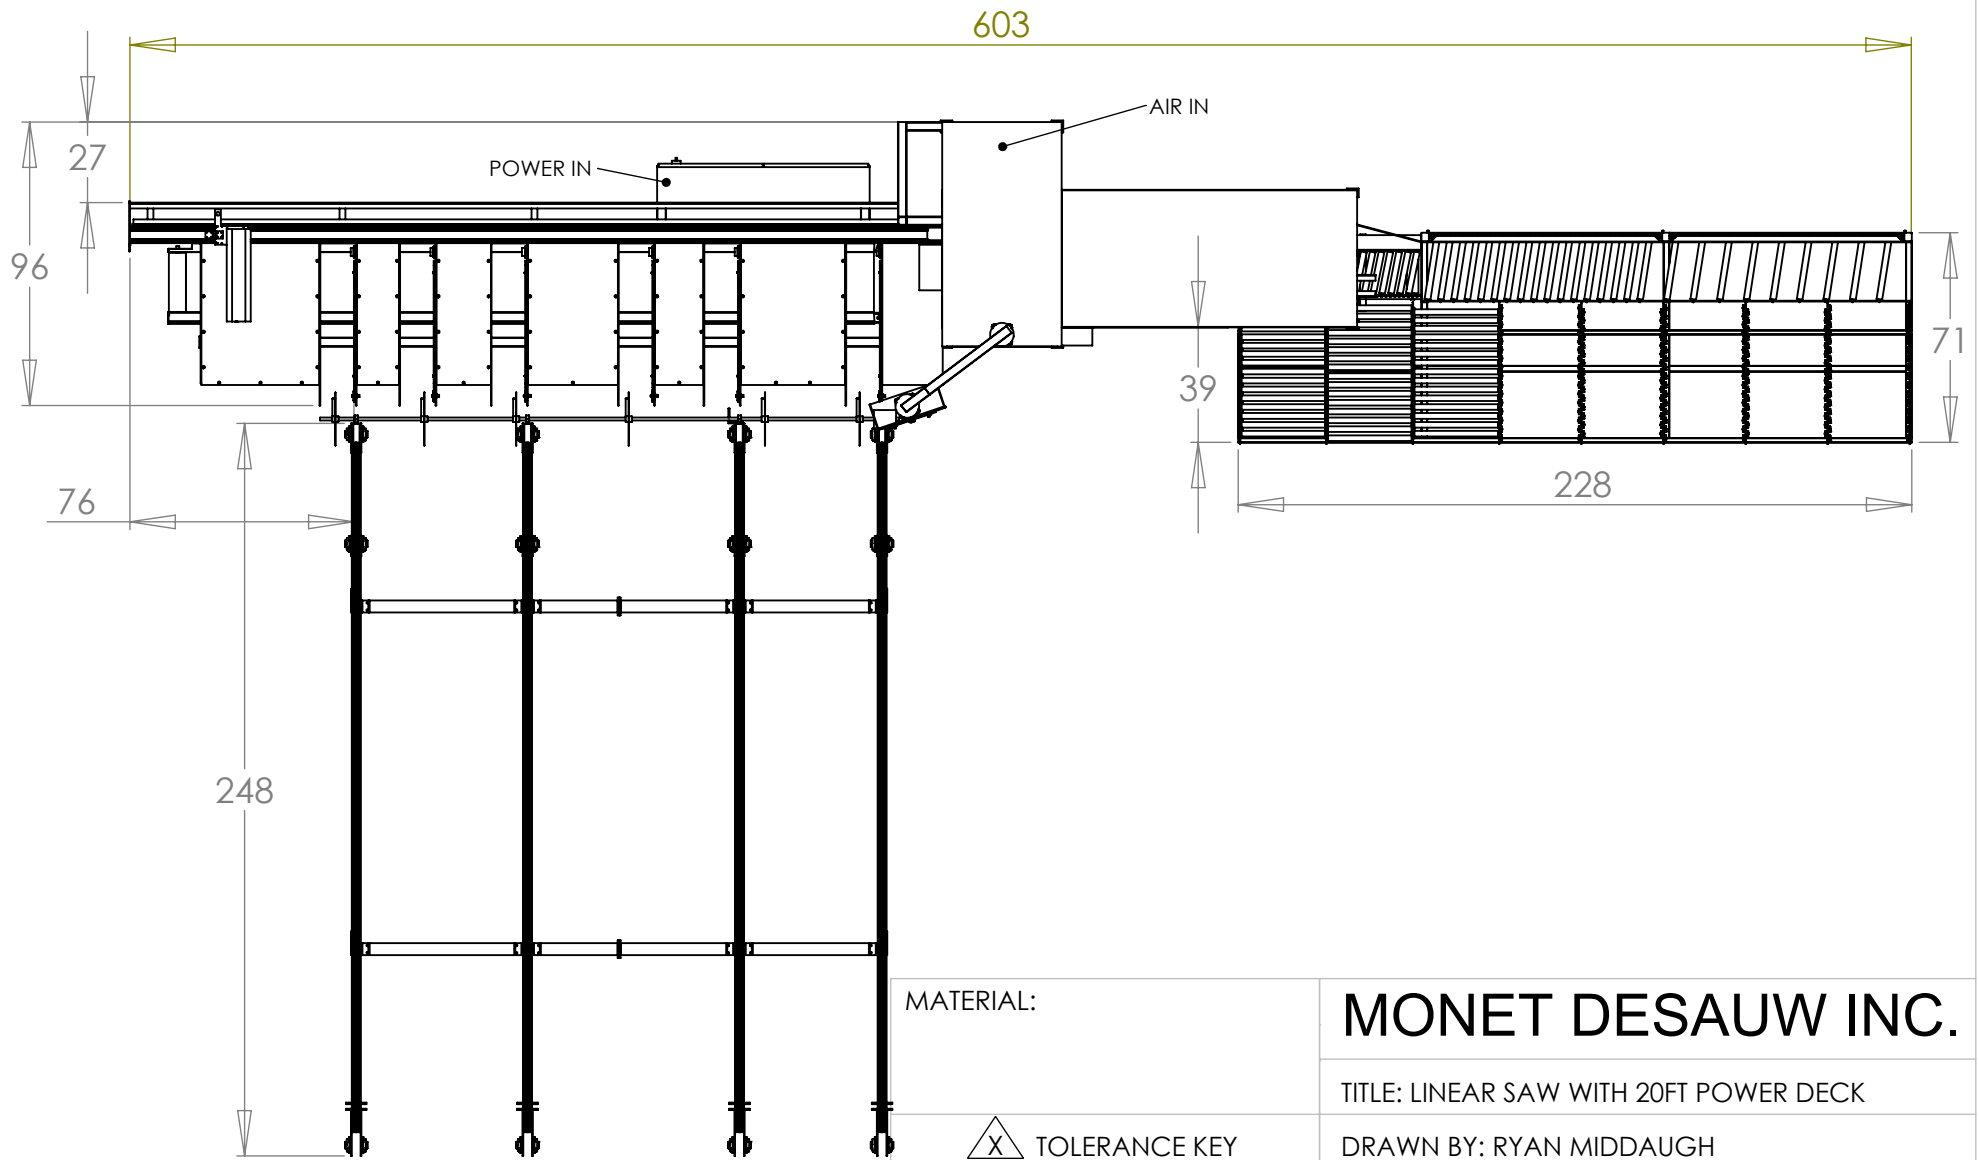 603
AIR IN
27
POWER IN
96
71
39
228
76
248
MATERIAL:
MONET DESAUW INC.
TITLE: LINEAR SAW WITH 20FT POWER DECK
X TOLERANCE KEY
DRAWN BY: RYAN MIDDAUGH